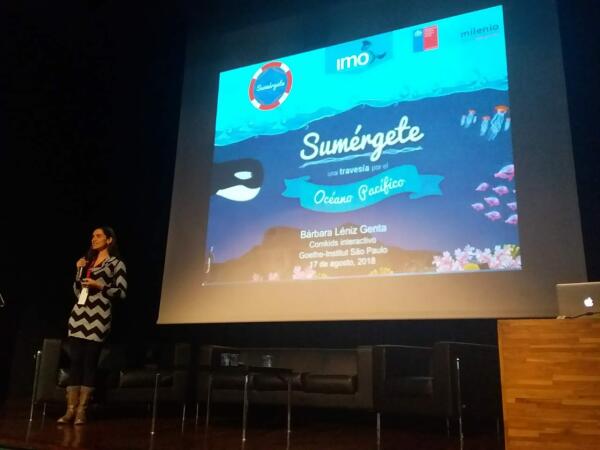 Sumérgete
imo
milenio
Sumérgete
una travesía por el
Océano Pacífico
Bárbara Léniz Genta
Comkids interactivo
Goethe-Institut São Paulo
17 de agosto, 2018